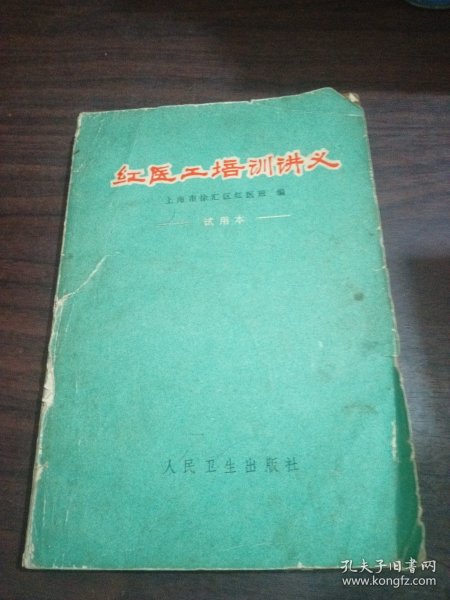 红医工培训讲义
上海市徐汇区红医班 编
试用本
人民卫生出版社
孔夫子旧书网
www.kongfz.com